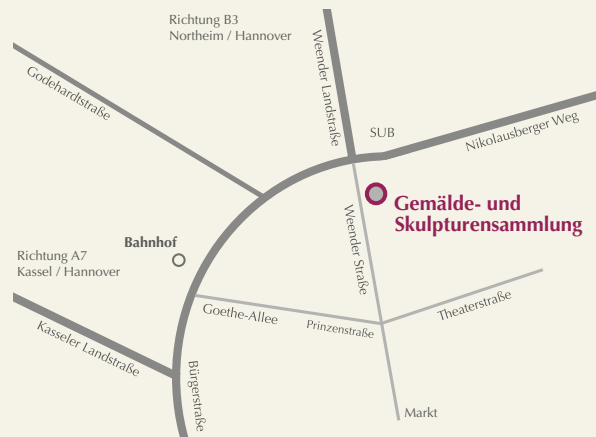 Richtung B3
Northeim / Hannover
Weender Landstraße
Godehardtstraße
SUB
Nikolausberger Weg
Gemälde- und
Skulpturensammlung
Weender Straße
Bahnhof
Richtung A7
Kassel / Hannover
Goethe-Allee
Prinzenstraße
Theaterstraße
Kasseler Landstraße
Bürgerstraße
Markt